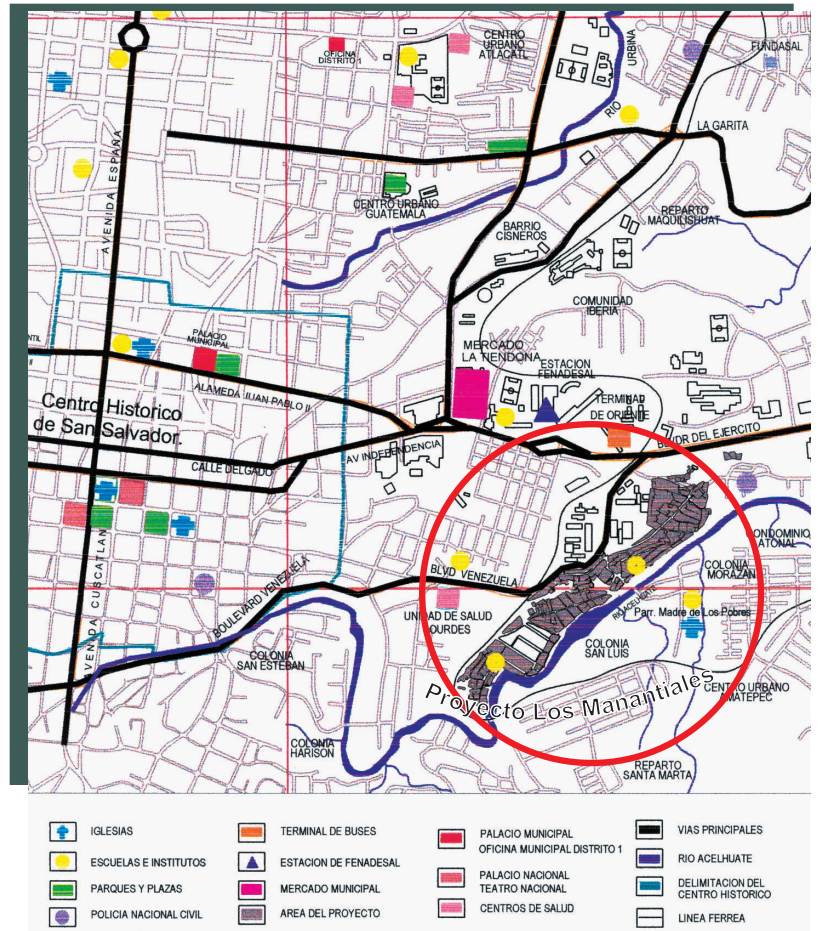 CENTRO
URBANO
ATLACATL
OFICINA
DISTRITO 1
URBINA
RIO
FUNDASAL
LA GARITA
AVENIDA ESPAÑA
CENTRO URBANO
GUATEMALA
BARRIO
CISNEROS
REPARTO
MAQUILISHUAT
COMUNIDAD
IBERIA
PALACIO
MUNICIPAL
MERCADO
LA TIENDONA
ESTACION
FENADESAL
TERMINAL
DE ORIENTE
ALAMEDA JUAN PABLO II
Centro Historico
de San Salvador.
AV INDEPENDENCIA
BLVDR DEL EJERCITO
CALLE DELGADO
AVENIDA CUSCATLAN
BOULEVARD VENEZUELA
BLVD VENEZUELA
CONDOMINIO
ATONAL
COLONIA
MORAZAN
RIO ACELHUATE
Parr. Madre de Los Pobres
UNIDAD DE SALUD
LOURDES
COLONIA
SAN LUIS
COLONIA
SAN ESTEBAN
Proyecto Los Manantiales
CENTRO URBANO
AMATEPEC
COLONIA
HARISON
REPARTO
SANTA MARTA
IGLESIAS
ESCUELAS E INSTITUTOS
PARQUES Y PLAZAS
POLICIA NACIONAL CIVIL
TERMINAL DE BUSES
ESTACION DE FENADESAL
MERCADO MUNICIPAL
AREA DEL PROYECTO
PALACIO MUNICIPAL
OFICINA MUNICIPAL DISTRITO 1
PALACIO NACIONAL
TEATRO NACIONAL
CENTROS DE SALUD
VIAS PRINCIPALES
RIO ACELHUATE
DELIMITACION DEL
CENTRO HISTORICO
LINEA FERREA